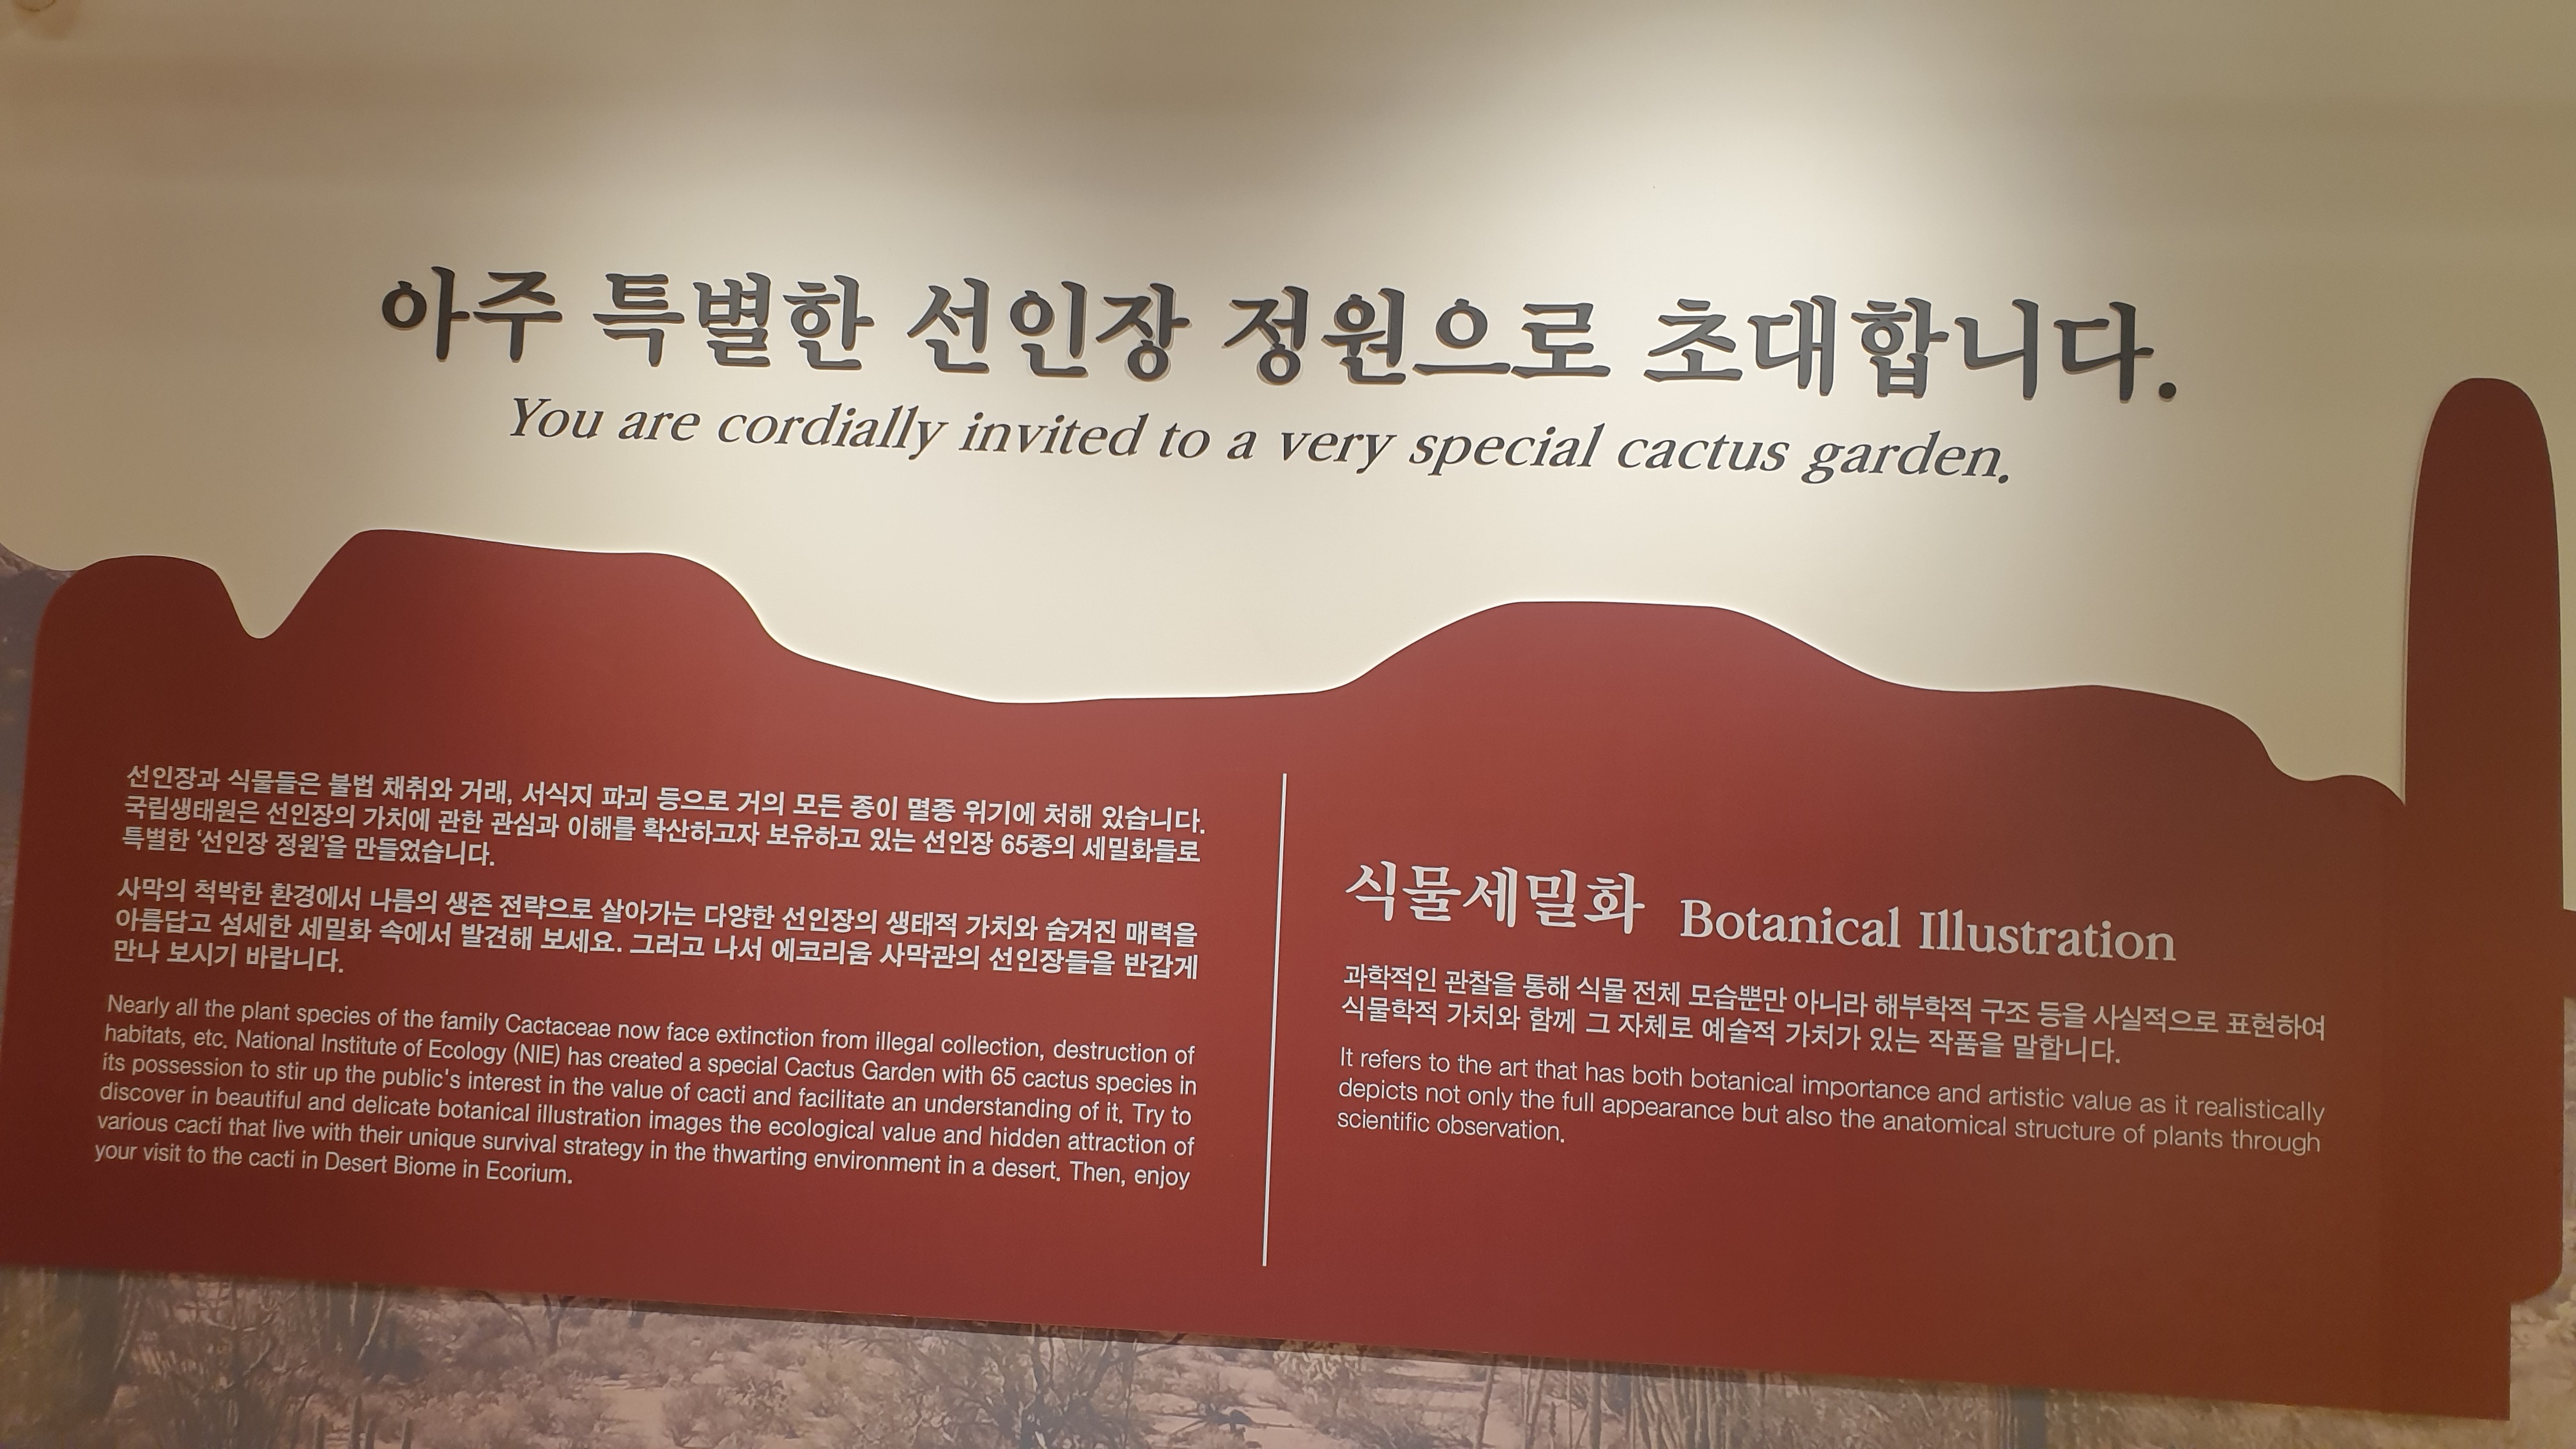 아주 특별한 선인장 정원으로 초대합니다.
You are cordially invited to a very special cactus garden.
선인장과 식물들은 불법 채취와 거래, 서식지 파괴 등으로 거의 모든 종이 멸종 위기에 처해 있습니다.
국립생태원은 선인장의 가치에 관한 관심과 이해를 확산하고자 보유하고 있는 선인장 65종의 세밀화들로
특별한 ‘선인장 정원’을 만들었습니다.
사막의 척박한 환경에서 나름의 생존 전략으로 살아가는 다양한 선인장의 생태적 가치와 숨겨진 매력을
아름답고 섬세한 세밀화 속에서 발견해 보세요. 그러고 나서 에코리움 사막관의 선인장들을 반갑게
만나 보시기 바랍니다.
Nearly all the plant species of the family Cactaceae now face extinction from illegal collection, destruction of
habitats, etc. National Institute of Ecology (NIE) has created a special Cactus Garden with 65 cactus species in
its possession to stir up the public's interest in the value of cacti and facilitate an understanding of it. Try to
discover in beautiful and delicate botanical illustration images the ecological value and hidden attraction of
various cacti that live with their unique survival strategy in the thwarting environment in a desert. Then, enjoy
your visit to the cacti in Desert Biome in Ecorium.
식물세밀화 Botanical Illustration
과학적인 관찰을 통해 식물 전체 모습뿐만 아니라 해부학적 구조 등을 사실적으로 표현하여
식물학적 가치와 함께 그 자체로 예술적 가치가 있는 작품을 말합니다.
It refers to the art that has both botanical importance and artistic value as it realistically
depicts not only the full appearance but also the anatomical structure of plants through
scientific observation.